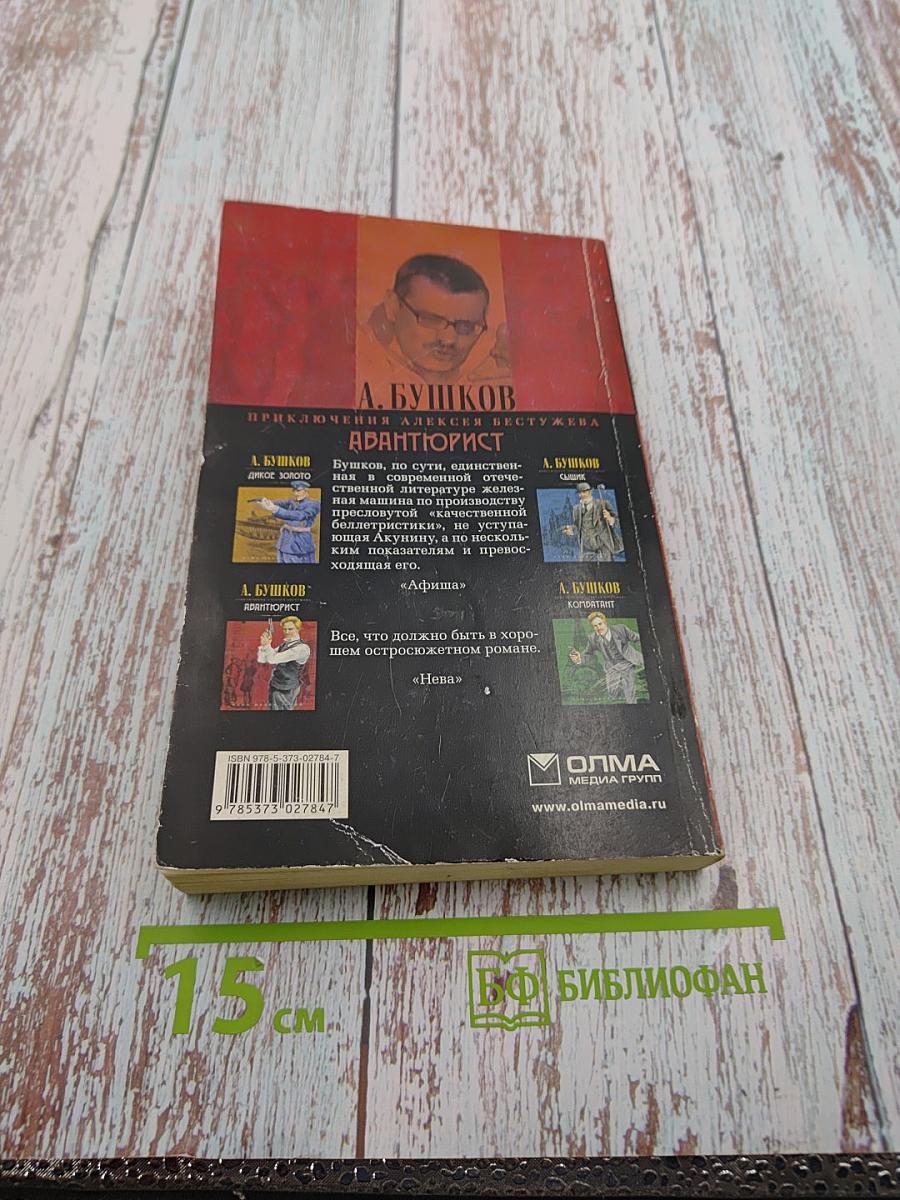 А. БУШКОВ
ПРИКЛЮЧЕНИЯ АЛЕКСЕЯ БЕСТУЖЕВА
АВАНТЮРИСТ
А. БУШКОВ
ДИКОЕ ЗОЛОТО
Бушков, по сути, единствен-
ная в современной отече-
ственной литературе желез-
ная машина по производству
пресловутой «качественной
беллетристики», не уступа-
ющая Акунину, а по несколь-
ким показателям и превос-
ходящая его.
«Афиша»
А. БУШКОВ
СЫЩИК
А. БУШКОВ
АВАНТЮРИСТ
Все, что должно быть в хоро-
шем остросюжетном романе.
«Нева»
А. БУШКОВ
КОМБАТАНТ
ISBN 978-5-373-02784-7
9 785373 027847
ОЛМА
МЕДИА ГРУПП
www.olmamedia.ru
15 см
БФ БИБЛИОФАН